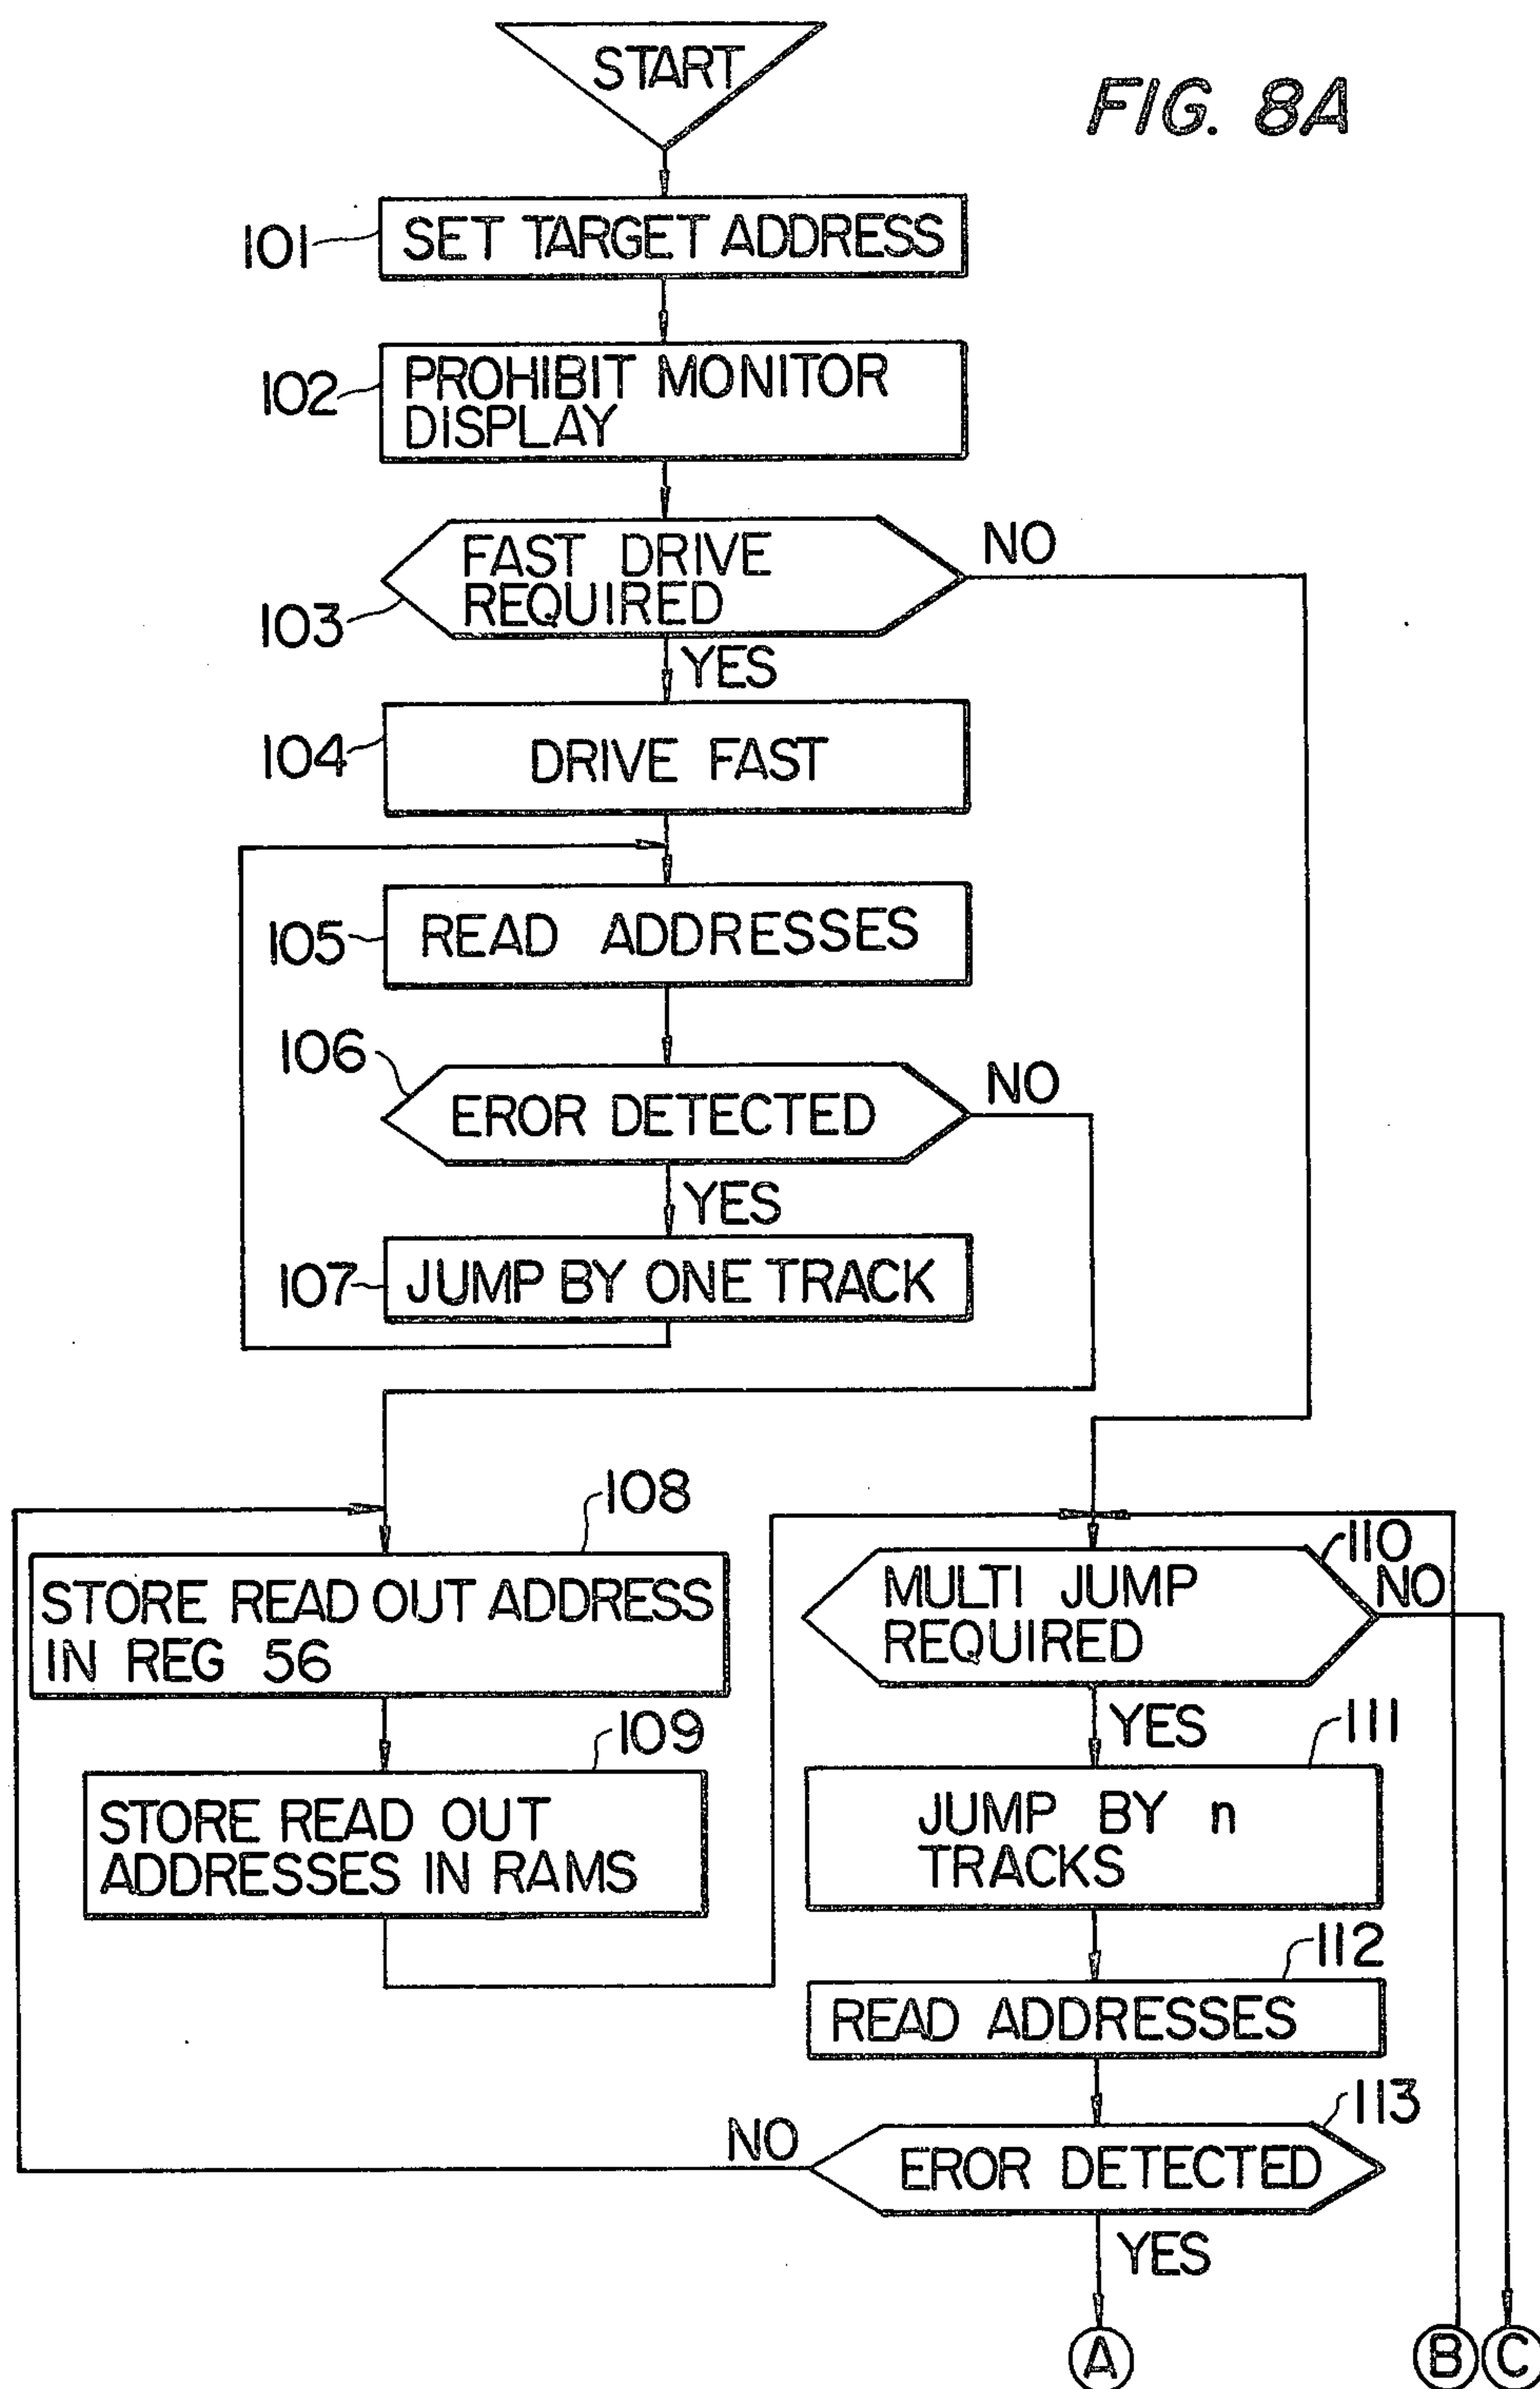 START
FIG. 8A
101
SET TARGET ADDRESS
102
PROHIBIT MONITOR
DISPLAY
103
FAST DRIVE
REQUIRED
NO
YES
104
DRIVE FAST
105
READ ADDRESSES
106
EROR DETECTED
NO
YES
107
JUMP BY ONE TRACK
108
STORE READ OUT ADDRESS
IN REG 56
109
STORE READ OUT
ADDRESSES IN RAMS
110
MULTI JUMP
REQUIRED
NO
YES
111
JUMP BY n
TRACKS
112
READ ADDRESSES
113
EROR DETECTED
NO
YES
A
B
C